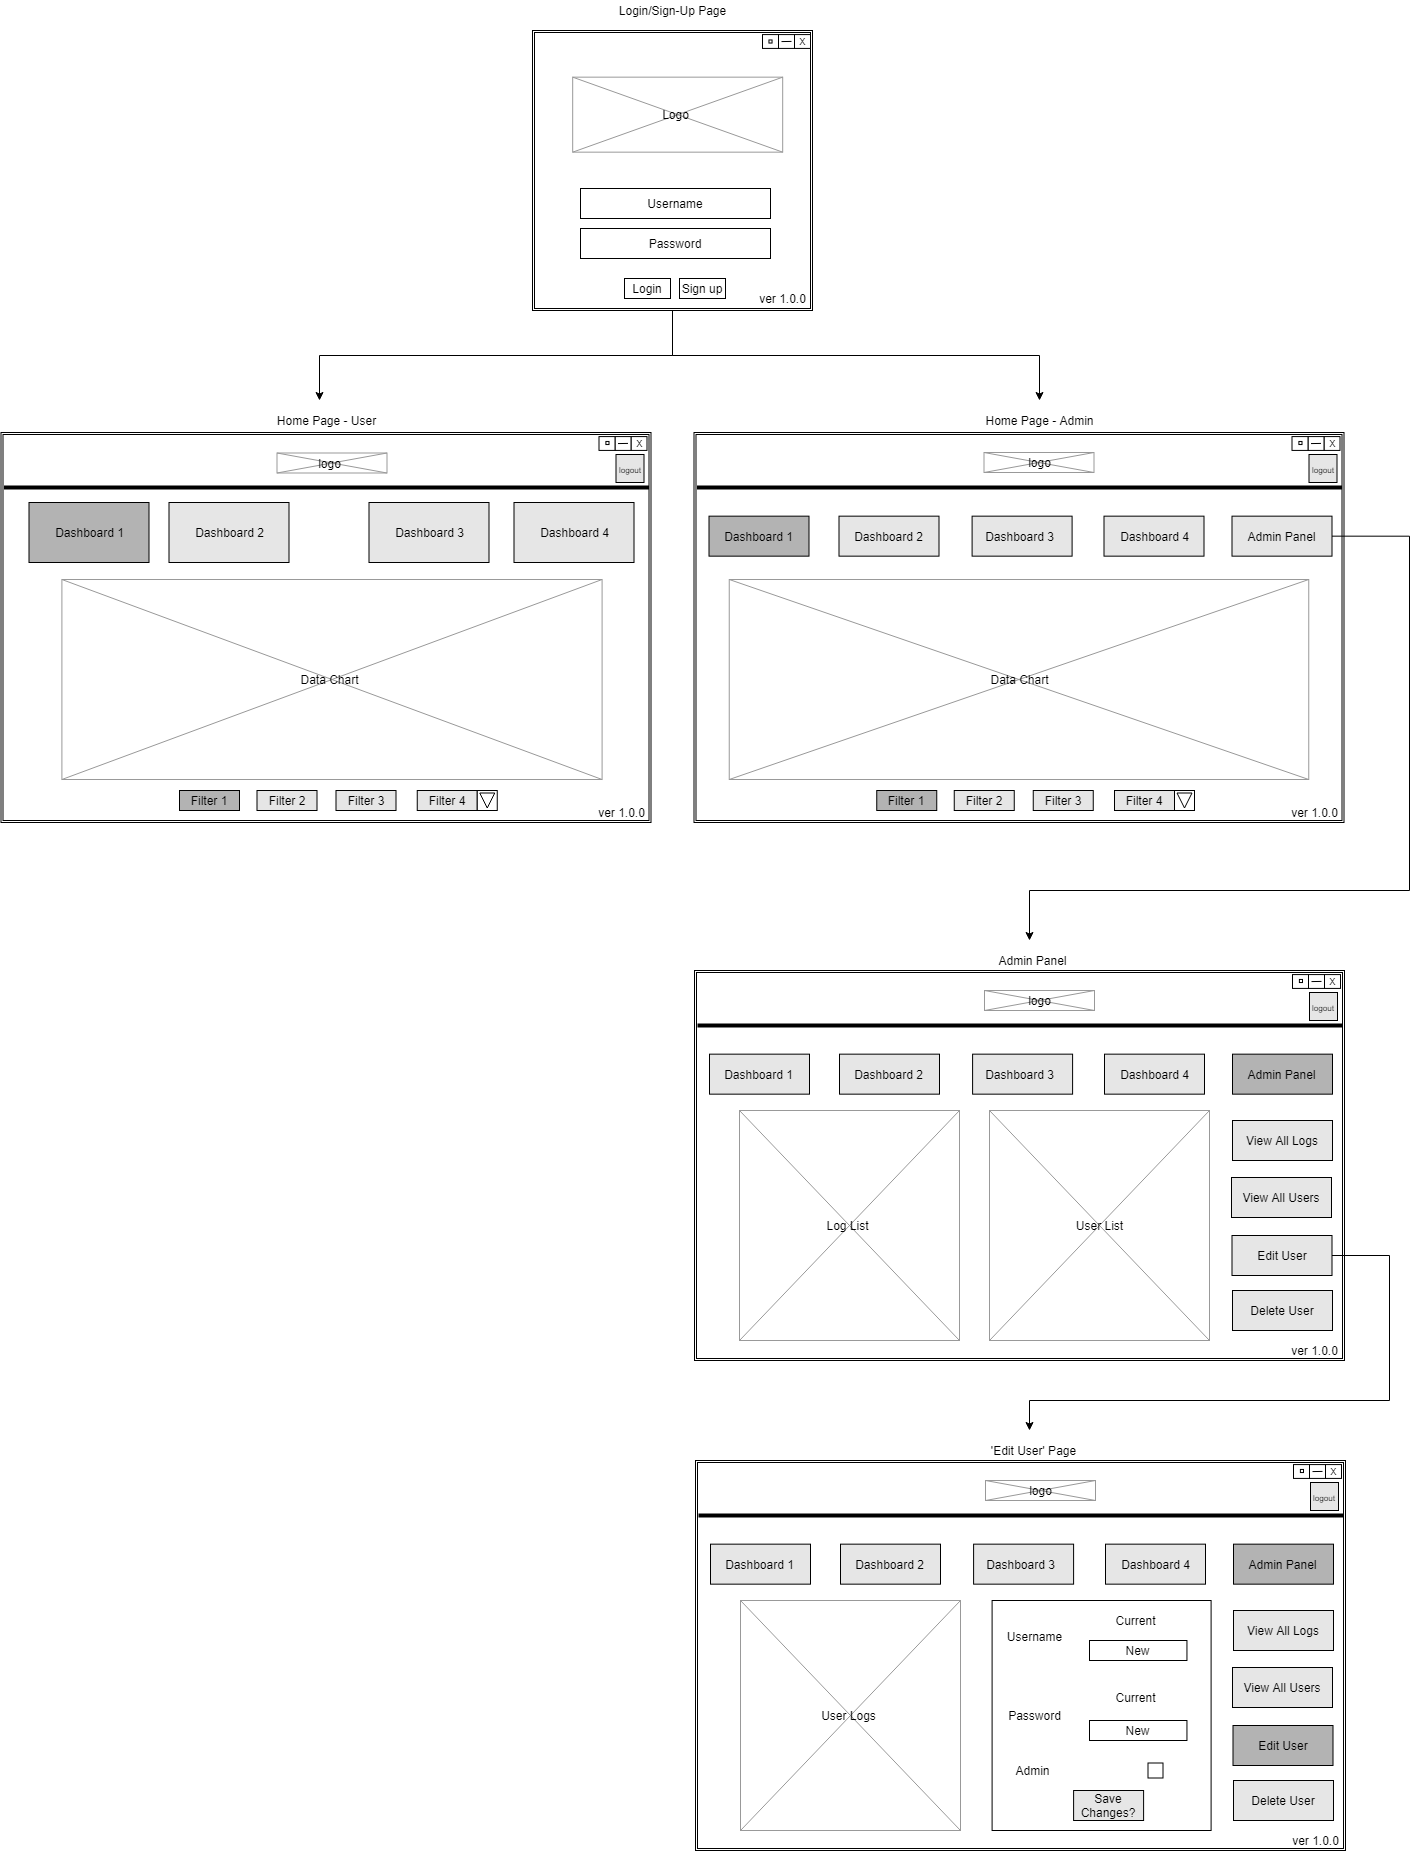 Login/Sign-Up Page
X
Logo
Username
Password
Login
Sign up
ver 1.0.0
Home Page - User
X
logo
logout
Dashboard 1
Dashboard 2
Dashboard 3
Dashboard 4
Data Chart
Filter 1
Filter 2
Filter 3
Filter 4
ver 1.0.0
Home Page - Admin
X
logo
logout
Dashboard 1
Dashboard 2
Dashboard 3
Dashboard 4
Admin Panel
Data Chart
Filter 1
Filter 2
Filter 3
Filter 4
ver 1.0.0
Admin Panel
X
logo
logout
Dashboard 1
Dashboard 2
Dashboard 3
Dashboard 4
Admin Panel
View All Logs
View All Users
Log List
User List
Edit User
Delete User
ver 1.0.0
'Edit User' Page
X
logo
logout
Dashboard 1
Dashboard 2
Dashboard 3
Dashboard 4
Admin Panel
User Logs
Current
Username
New
Current
Password
New
Admin
Save
Changes?
View All Logs
View All Users
Edit User
Delete User
ver 1.0.0